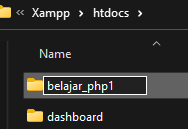 « Xampp > htdocs >
Name
belajar_php1
dashboard